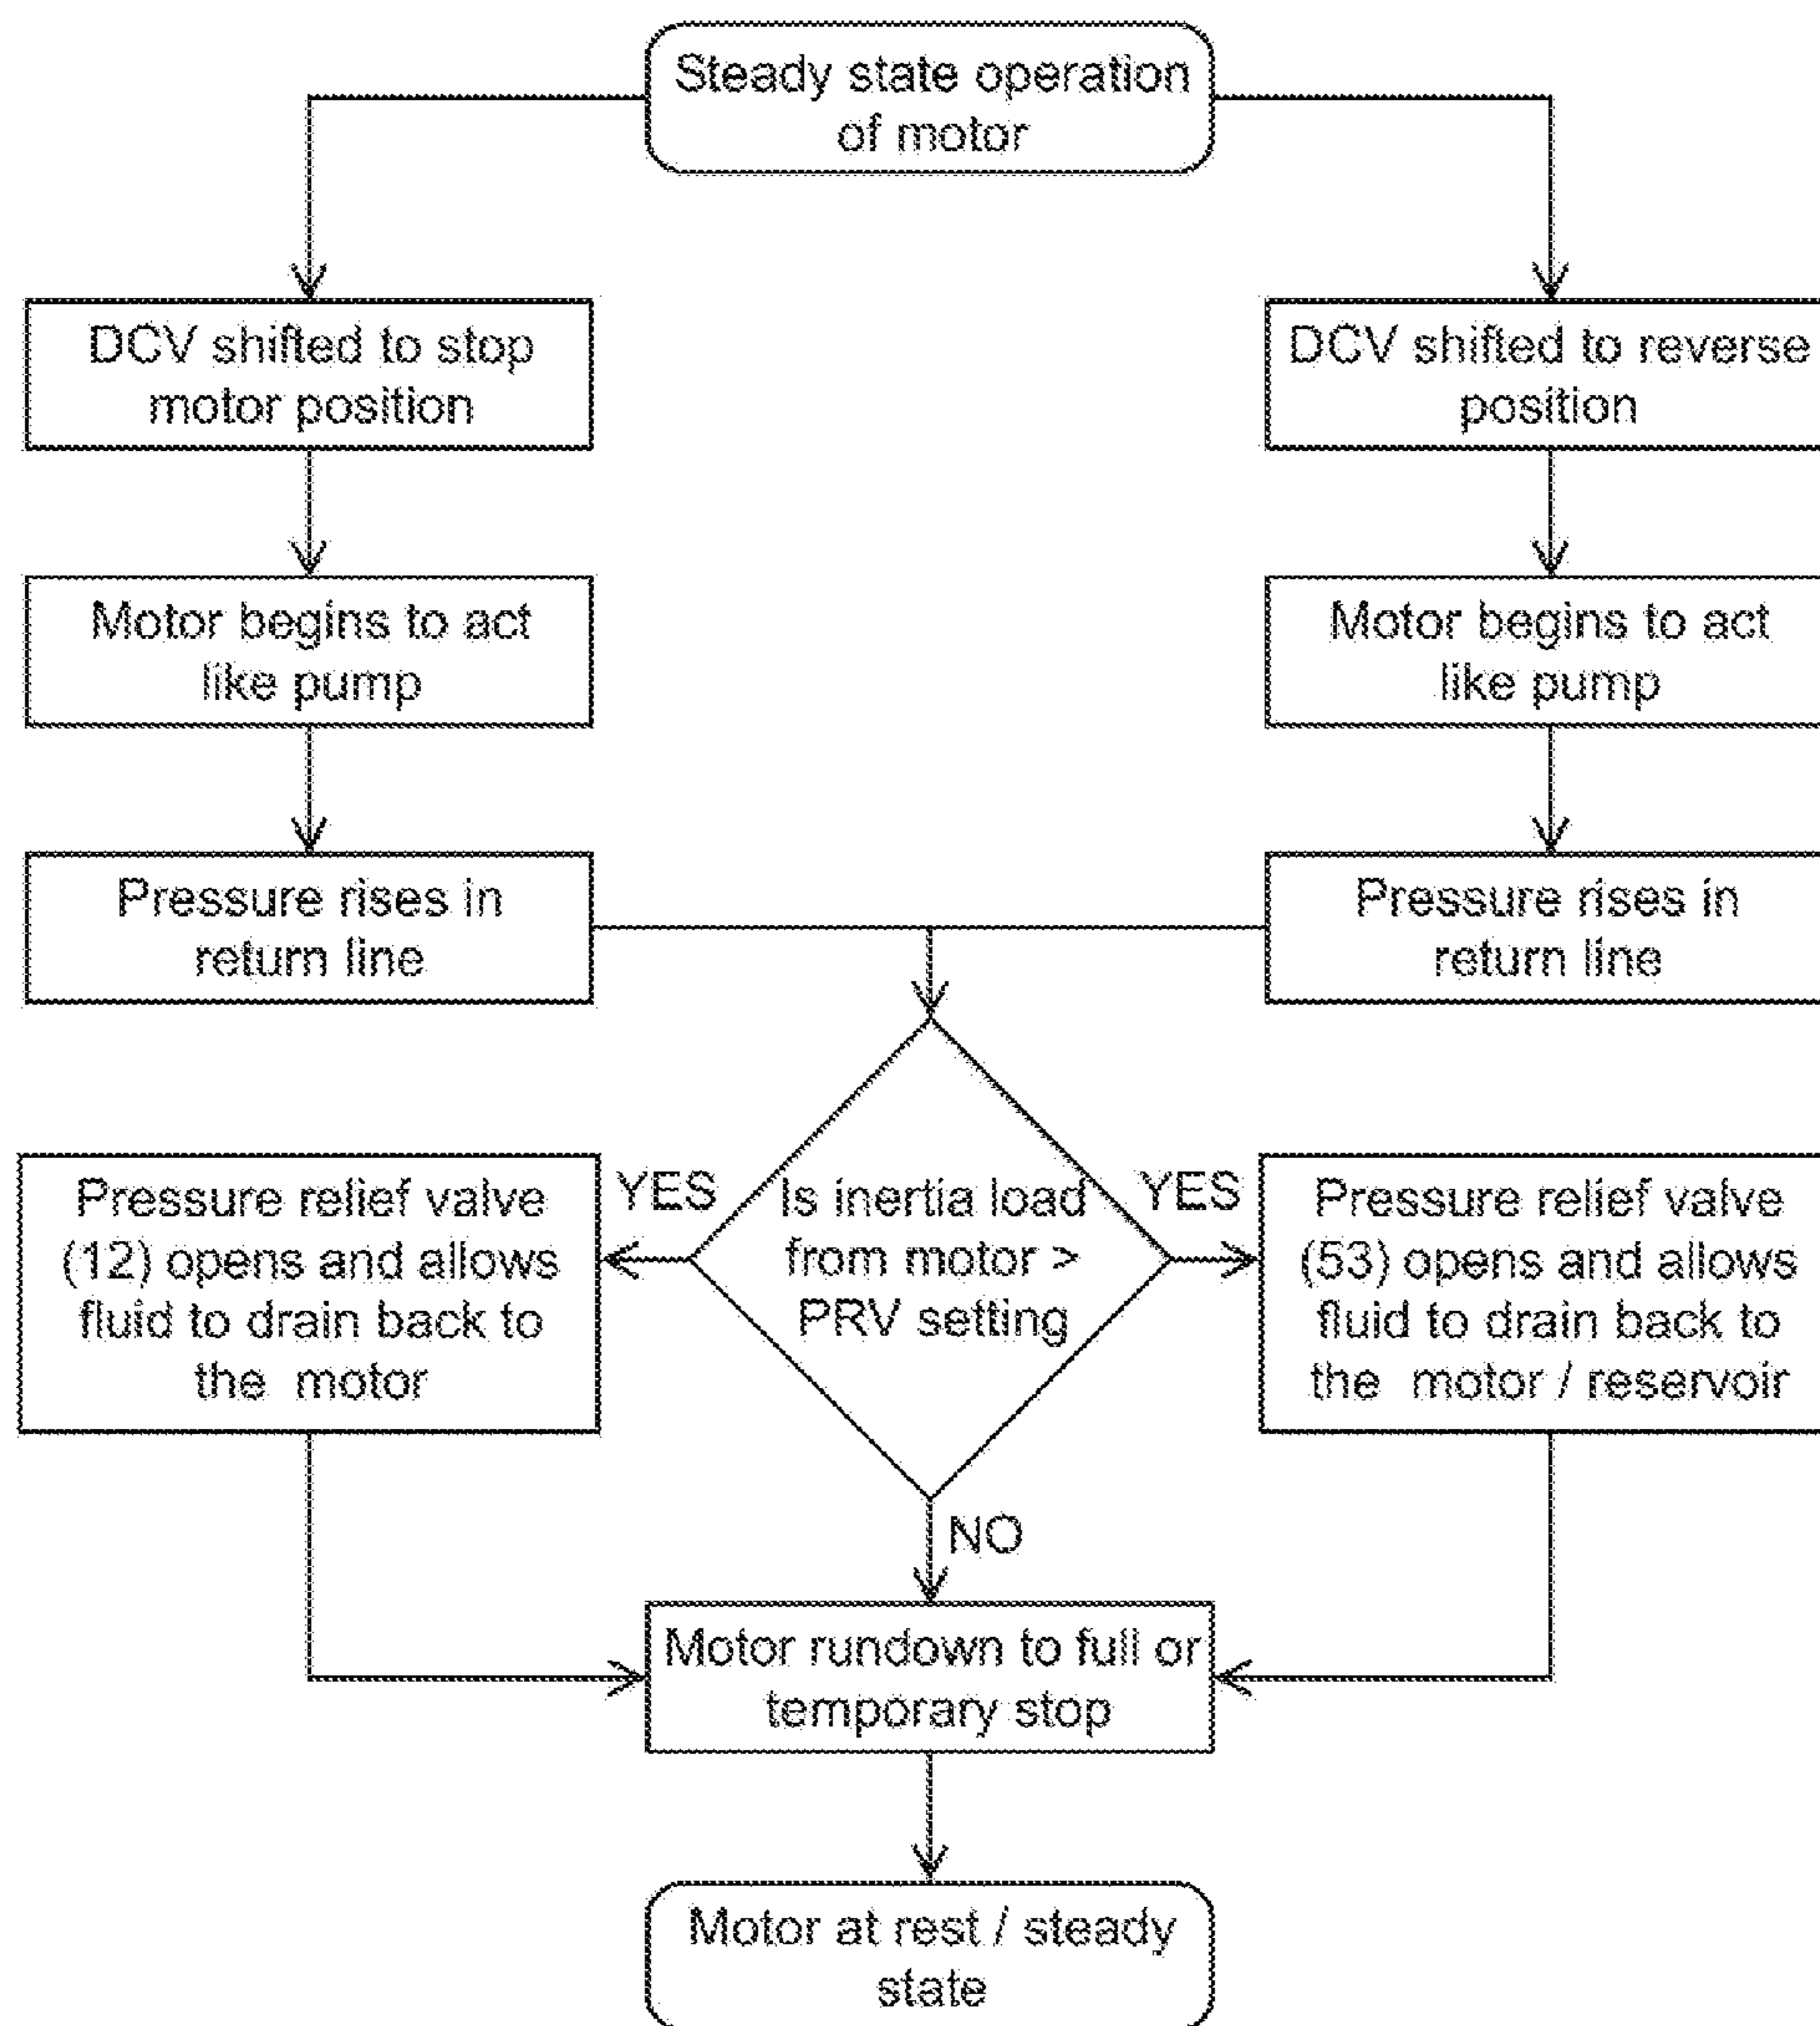 Steady state operation
of motor
DCV shifted to stop
motor position
DCV shifted to reverse
position
Motor begins to act
like pump
Motor begins to act
like pump
Pressure rises in
return line
Pressure rises in
return line
Pressure relief valve
(12) opens and allows
fluid to drain back to
the motor
YES
Is inertia load
from motor >
PRV setting
YES
Pressure relief valve
(53) opens and allows
fluid to drain back to
the motor / reservoir
NO
Motor rundown to full or
temporary stop
Motor at rest / steady
state